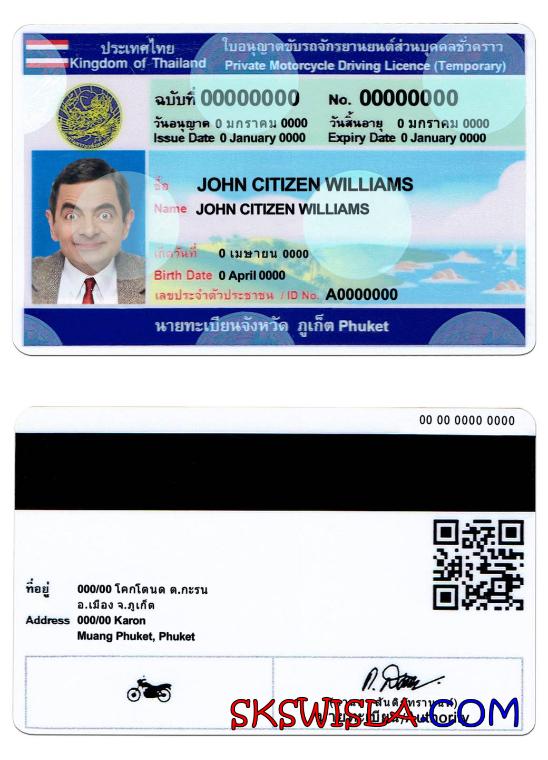 ประเทศไทย
Kingdom of Thailand
ใบอนุญาตขับรถจักรยานยนต์ส่วนบุคคลชั่วคราว
Private Motorcycle Driving Licence (Temporary)
ฉบับที่ 00000000 No. 00000000
วันอนุญาต 0 มกราคม 0000 วันสิ้นอายุ 0 มกราคม 0000
Issue Date 0 January 0000 Expiry Date 0 January 0000
ชื่อ JOHN CITIZEN WILLIAMS
Name JOHN CITIZEN WILLIAMS
เกิดวันที่ 0 เมษายน 0000
Birth Date 0 April 0000
เลขประจำตัวประชาชน / ID No. A0000000
นายทะเบียนจังหวัด ภูเก็ต Phuket
00 00 0000 0000
ที่อยู่ 000/00 โคกโตนด ต.กะรน
อ.เมือง จ.ภูเก็ต
Address 000/00 Karon
Muang Phuket, Phuket
นายทะเบียน/Authority
SKSWISLA.COM